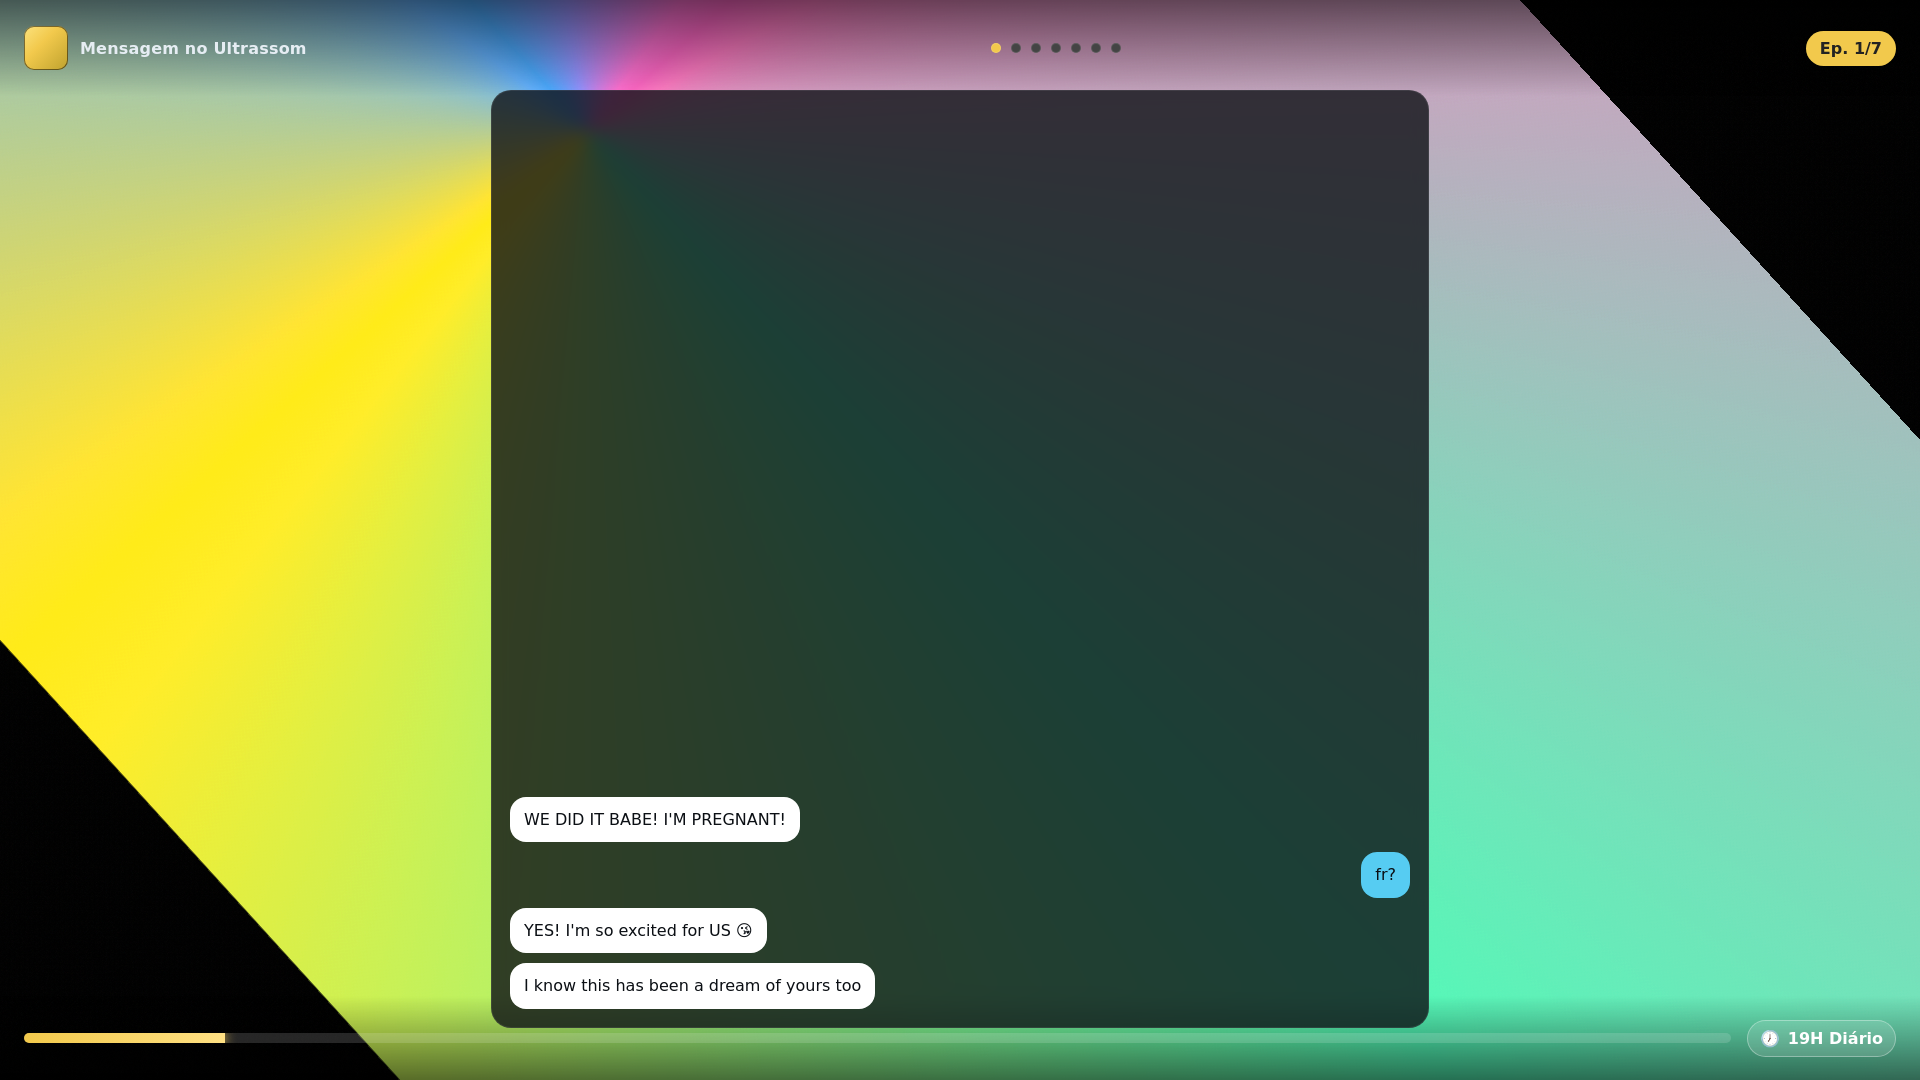 Mensagem no Ultrassom
Ep. 1/7
WE DID IT BABE! I'M PREGNANT!
fr?
YES! I'm so excited for US 😘
I know this has been a dream of yours too
19H Diário